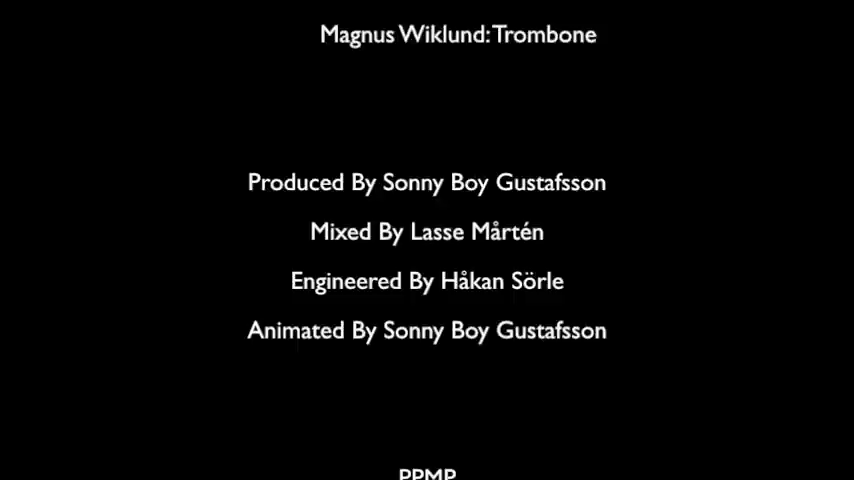 Magnus Wiklund: Trombone
Produced By Sonny Boy Gustafsson
Mixed By Lasse Mårtén
Engineered By Håkan Sörle
Animated By Sonny Boy Gustafsson
PPMP